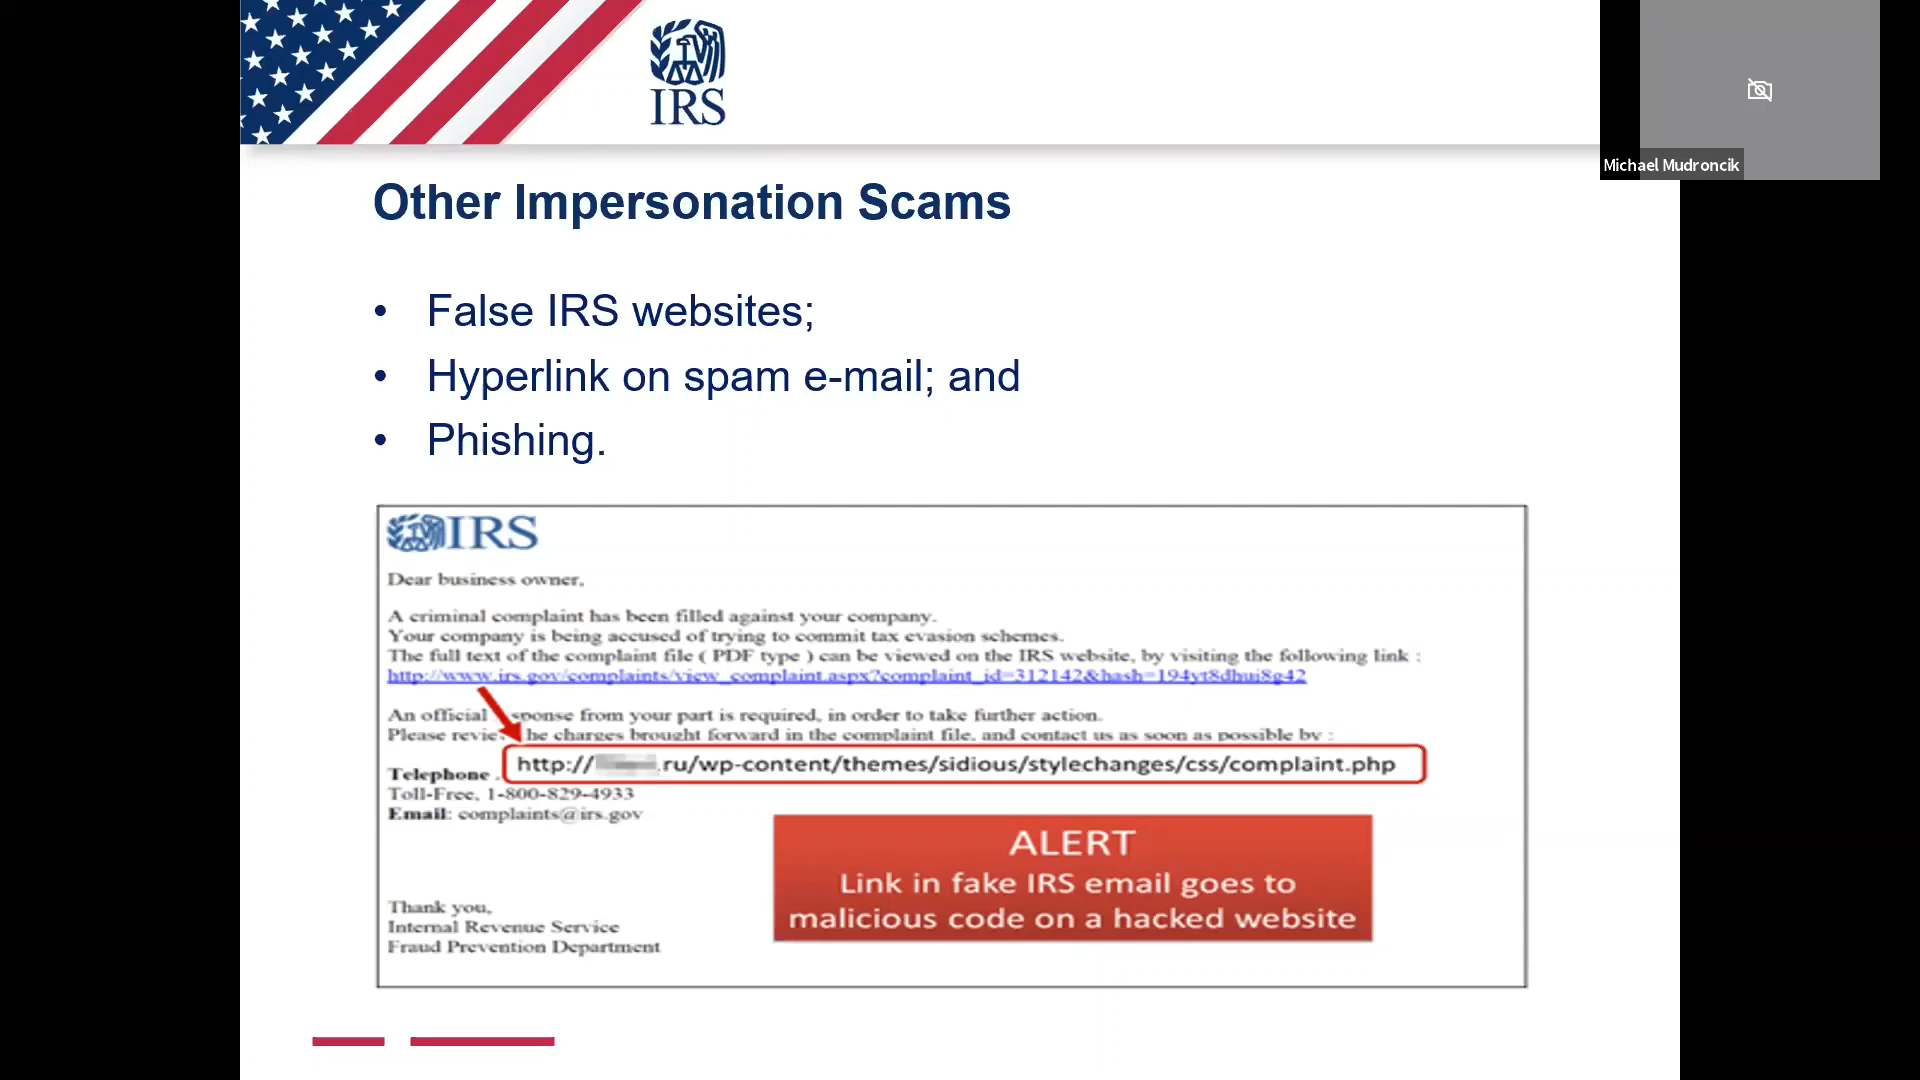 IRS
Michael Mudroncik
Other Impersonation Scams
• False IRS websites;
• Hyperlink on spam e-mail; and
• Phishing.
IRS
Dear business owner,
A criminal complaint has been filled against your company.
Your company is being accused of trying to commit tax evasion schemes.
The full text of the complaint file ( PDF type ) can be viewed on the IRS website, by visiting the following link :
http://www.irs.gov/complaints/view_complaint.aspx?complaint_id=312142&hash=194yt8dhui8g42
An official sponse from your part is required, in order to take further action.
Please revie he charges brought forward in the complaint file, and contact us as soon as possible by :
http:// .ru/wp-content/themes/sidious/stylechanges/css/complaint.php
Telephone
Toll-Free, 1-800-829-4933
Email: complaints@irs.gov
ALERT
Link in fake IRS email goes to
malicious code on a hacked website
Thank you,
Internal Revenue Service
Fraud Prevention Department